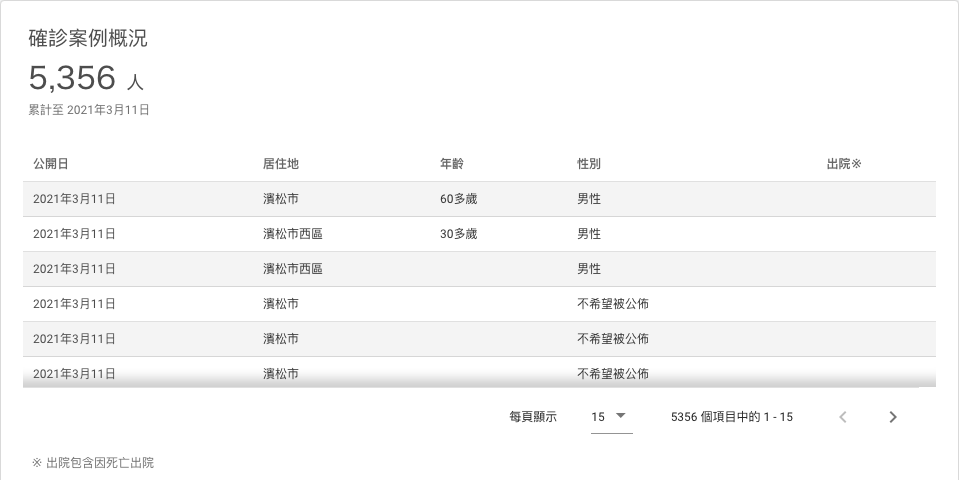 確診案例概況
5,356 人
累計至 2021年3月11日
公開日 居住地 年齡 性別 出院※
2021年3月11日 濱松市 60多歲 男性
2021年3月11日 濱松市西區 30多歲 男性
2021年3月11日 濱松市西區 男性
2021年3月11日 濱松市 不希望被公佈
2021年3月11日 濱松市 不希望被公佈
2021年3月11日 濱松市 不希望被公佈
每頁顯示 15 5356 個項目中的 1 - 15
※ 出院包含因死亡出院